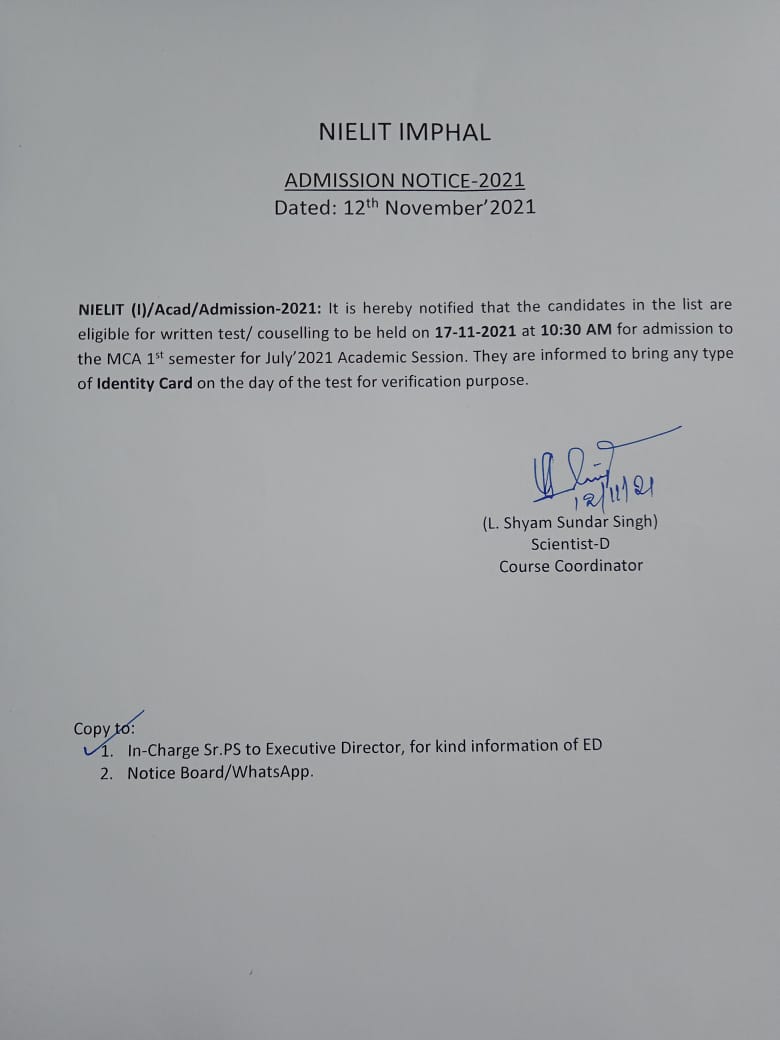 NIELIT IMPHAL
ADMISSION NOTICE-2021
Dated: 12th November'2021
NIELIT (I)/Acad/Admission-2021: It is hereby notified that the candidates in the list are
eligible for written test/ couselling to be held on 17-11-2021 at 10:30 AM for admission to
the MCA 1st semester for July'2021 Academic Session. They are informed to bring any type
of Identity Card on the day of the test for verification purpose.
12/11/21
(L. Shyam Sundar Singh)
Scientist-D
Course Coordinator
Copy to:
1. In-Charge Sr.PS to Executive Director, for kind information of ED
2. Notice Board/WhatsApp.